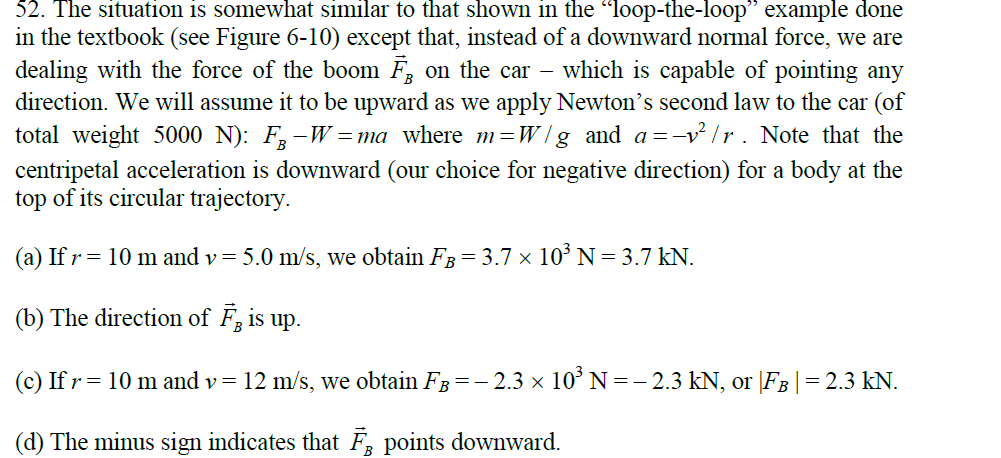 52. The situation is somewhat similar to that shown in the “loop-the-loop” example done
in the textbook (see Figure 6-10) except that, instead of a downward normal force, we are
dealing with the force of the boom F⃗_B on the car – which is capable of pointing any
direction. We will assume it to be upward as we apply Newton’s second law to the car (of
total weight 5000 N): F_B − W = ma where m = W / g and a = −v² / r . Note that the
centripetal acceleration is downward (our choice for negative direction) for a body at the
top of its circular trajectory.
(a) If r = 10 m and v = 5.0 m/s, we obtain F_B = 3.7 × 10³ N = 3.7 kN.
(b) The direction of F⃗_B is up.
(c) If r = 10 m and v = 12 m/s, we obtain F_B = – 2.3 × 10³ N = – 2.3 kN, or |F_B | = 2.3 kN.
(d) The minus sign indicates that F⃗_B points downward.